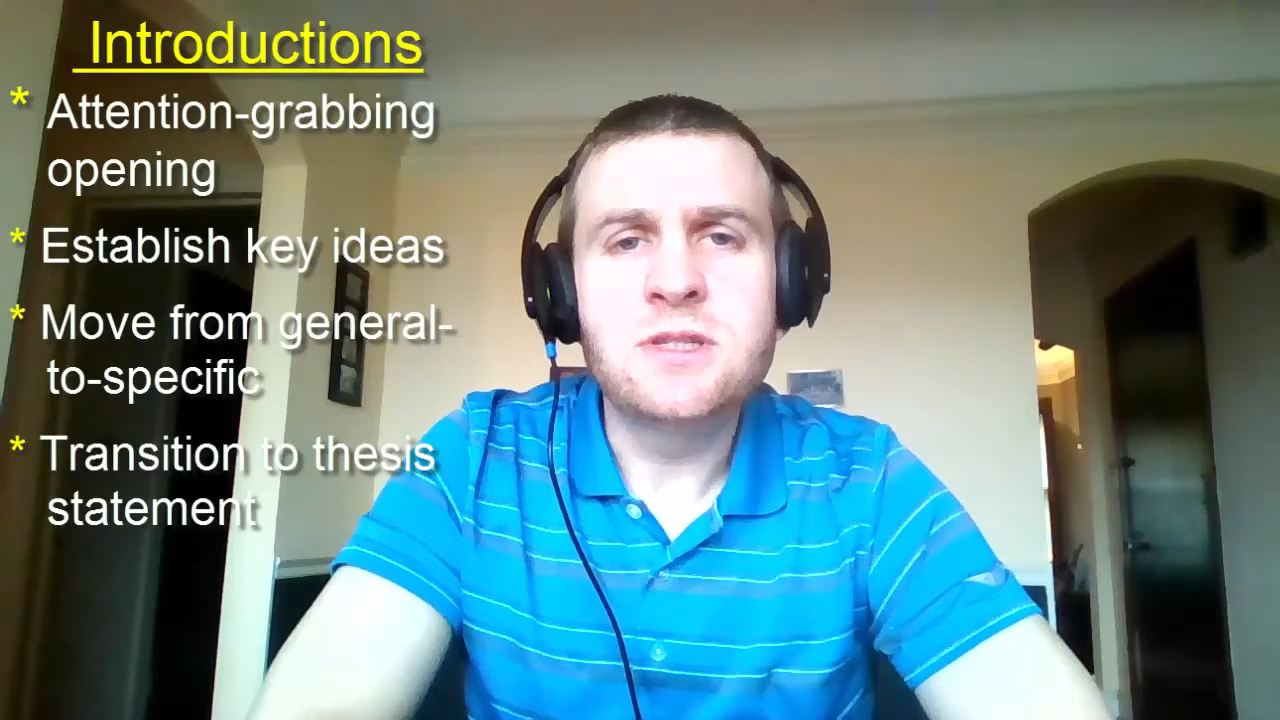 Introductions
* Attention-grabbing
opening
* Establish key ideas
* Move from general-
to-specific
* Transition to thesis
statement